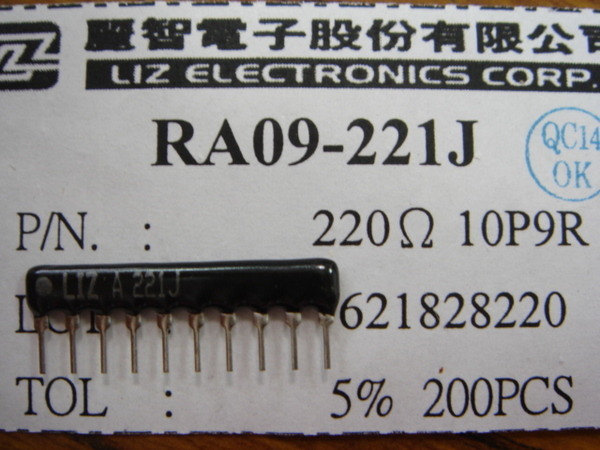 麗智電子股份有限公司
LIZ ELECTRONICS CORP.
RA09-221J
QC14
OK
P/N. : 220Ω 10P9R
LIZ A 221J
621828220
TOL : 5% 200PCS